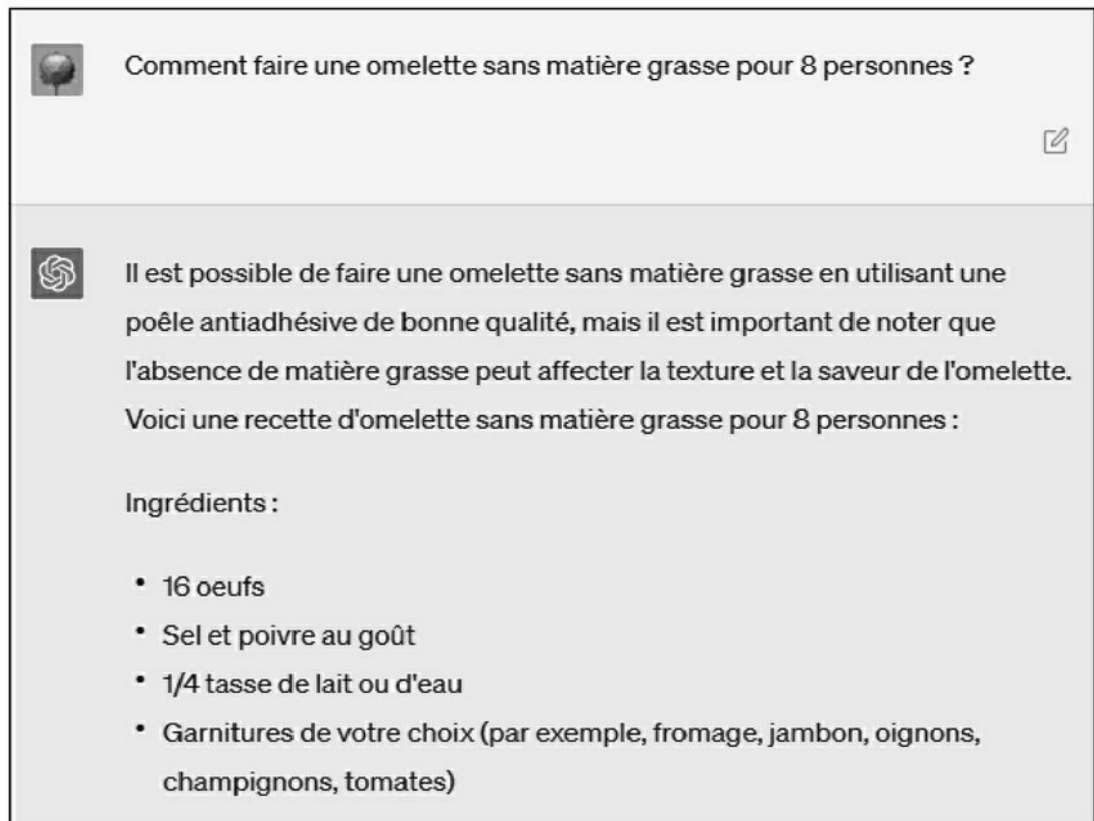 Comment faire une omelette sans matière grasse pour 8 personnes ?
Il est possible de faire une omelette sans matière grasse en utilisant une
poêle antiadhésive de bonne qualité, mais il est important de noter que
l'absence de matière grasse peut affecter la texture et la saveur de l'omelette.
Voici une recette d'omelette sans matière grasse pour 8 personnes :
Ingrédients :
• 16 oeufs
• Sel et poivre au goût
• 1/4 tasse de lait ou d'eau
• Garnitures de votre choix (par exemple, fromage, jambon, oignons,
champignons, tomates)